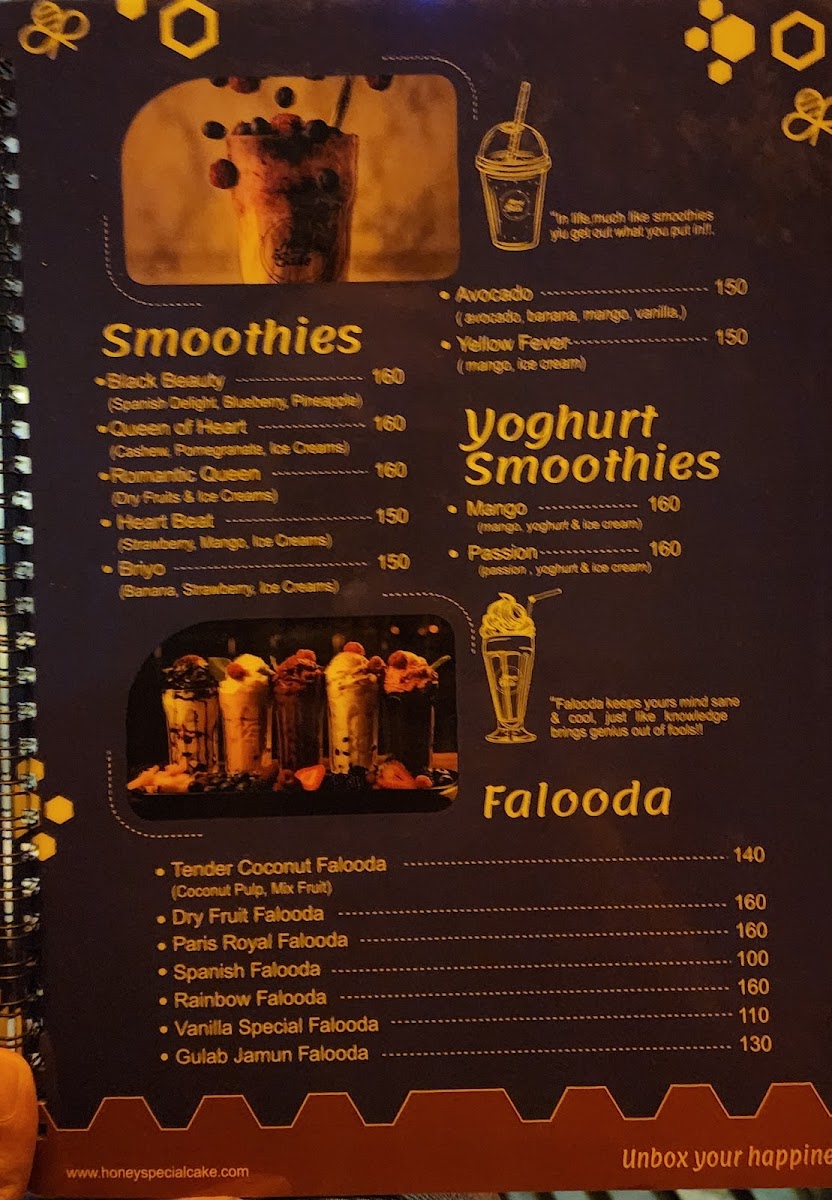 "In life,much like smoothies
yiu get out what you put in!!.
Smoothies
•Black Beauty ---------------------- 160
(Spanish Delight, Blueberry, Pineapple)
•Queen of Heart ------------------ 160
(Cashew, Pomegranate, Ice Creams)
•Romantic Queen ---------------- 160
(Dry Fruits & Ice Creams)
• Heart Beat ------------------------- 150
(Strawberry, Mango, Ice Creams)
• Briyo ---------------------------------- 150
(Banana, Strawberry, Ice Creams)
• Avocado ----------------------------- 150
( avocado, banana, mango, vanilla,)
• Yellow Fever------------------------ 150
( mango, ice cream)
Yoghurt
Smoothies
• Mango ------------------ 160
(mango, yoghurt & ice cream)
• Passion----------------- 160
(passion , yoghurt & ice cream)
"Falooda keeps yours mind sane
& cool, just like knowledge
brings genius out of fools!!
Falooda
• Tender Coconut Falooda ------------------------------------------------ 140
(Coconut Pulp, Mix Fruit)
• Dry Fruit Falooda ---------------------------------------------------------- 160
• Paris Royal Falooda ------------------------------------------------------ 160
• Spanish Falooda ----------------------------------------------------------- 100
• Rainbow Falooda ---------------------------------------------------------- 160
• Vanilla Special Falooda -------------------------------------------------- 110
• Gulab Jamun Falooda ---------------------------------------------------- 130
www.honeyspecialcake.com
Unbox your happine